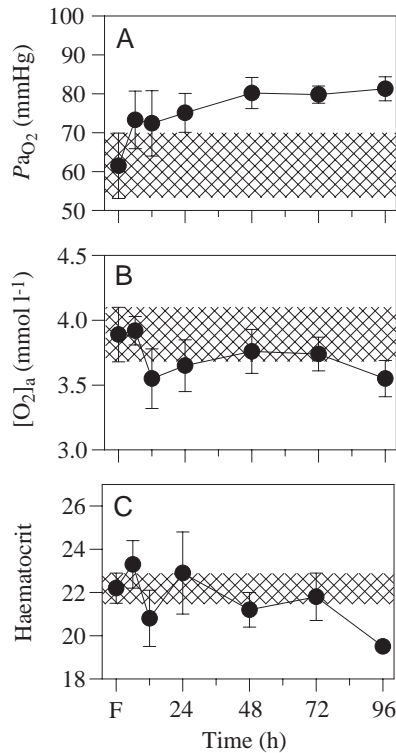 100
90
80
70
60
50
A
PaO2 (mmHg)
4.5
4.0
3.5
3.0
B
[O2]a (mmol l-1)
26
24
22
20
18
C
Haematocrit
F 24 48 72 96
Time (h)